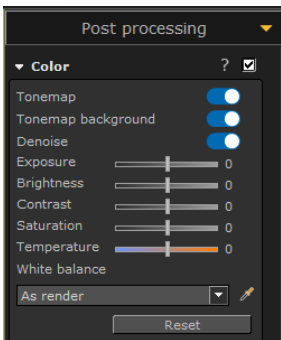 Post processing
Color ?
Tonemap
Tonemap background
Denoise
Exposure 0
Brightness 0
Contrast 0
Saturation 0
Temperature 0
White balance
As render
Reset